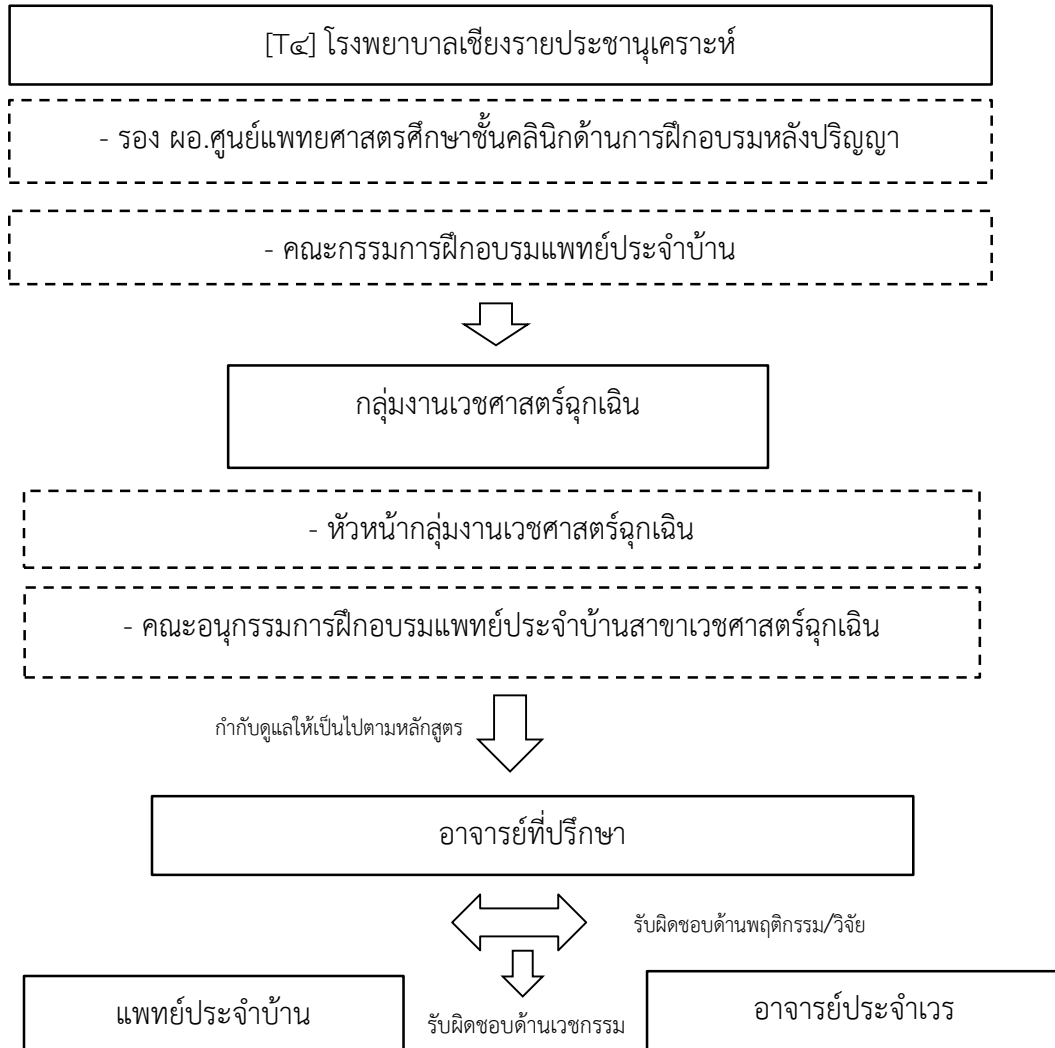 [T๔] โรงพยาบาลเชียงรายประชานุเคราะห์
- รอง ผอ.ศูนย์แพทยศาสตรศึกษาชั้นคลินิกด้านการฝึกอบรมหลังปริญญา
- คณะกรรมการฝึกอบรมแพทย์ประจำบ้าน
กลุ่มงานเวชศาสตร์ฉุกเฉิน
- หัวหน้ากลุ่มงานเวชศาสตร์ฉุกเฉิน
- คณะอนุกรรมการฝึกอบรมแพทย์ประจำบ้านสาขาเวชศาสตร์ฉุกเฉิน
กำกับดูแลให้เป็นไปตามหลักสูตร
อาจารย์ที่ปรึกษา
รับผิดชอบด้านพฤติกรรม/วิจัย
แพทย์ประจำบ้าน
รับผิดชอบด้านเวชกรรม
อาจารย์ประจำเวร